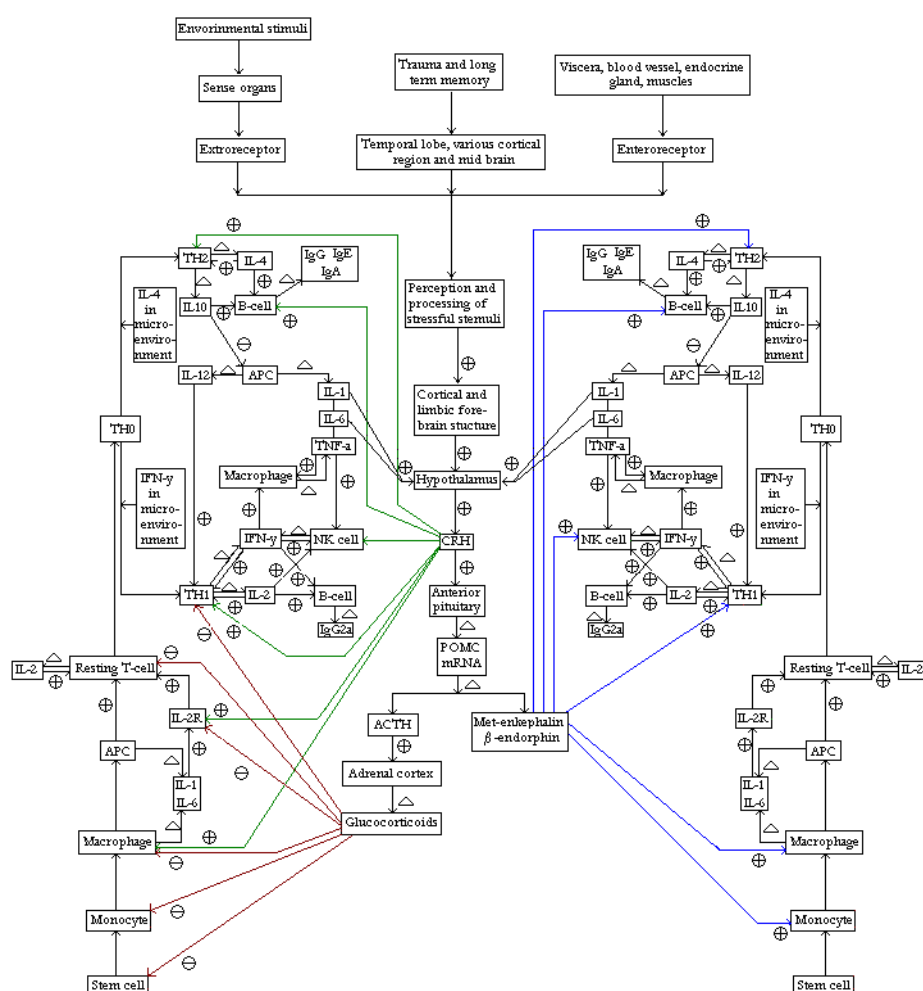 Envorinmental stimuli
Sense organs
Extroreceptor
Trauma and long
term memory
Temporal lobe, various cortical
region and mid brain
Viscera, blood vessel, endocrine
gland, muscles
Enteroreceptor
Perception and
processing of
stressful stemuli
Cortical and
limbic fore-
brain stucture
Hypothalamus
CRH
Anterior
pituitary
POMC
mRNA
ACTH
Adrenal cortex
Glucocorticoids
Met-enkephalin
β-endorphin
TH2
IL-4
IgG IgE
IgA
IL10
B-cell
IL-4
in
micro-
enviro-
nment
IL-12
APC
IL-1
IL-6
TNF-a
TH0
Macrophage
IFN-γ
in
micro-
enviro-
nment
IFN-γ
NK cell
TH1
IL-2
B-cell
IgG2a
IL-2
Resting T-cell
IL-2R
APC
IL-1
IL-6
Macrophage
Monocyte
Stem cell
IgG IgE
IgA
IL-4
TH2
B-cell
IL10
IL-4
in
micro-
enviro-
nment
APC
IL-12
IL-1
IL-6
TNF-a
TH0
Macrophage
IFN-γ
in
micro-
enviro-
nment
NK cell
IFN-γ
B-cell
IL-2
TH1
IgG2a
Resting T-cell
IL-2
IL-2R
APC
IL-1
IL-6
Macrophage
Monocyte
Stem cell